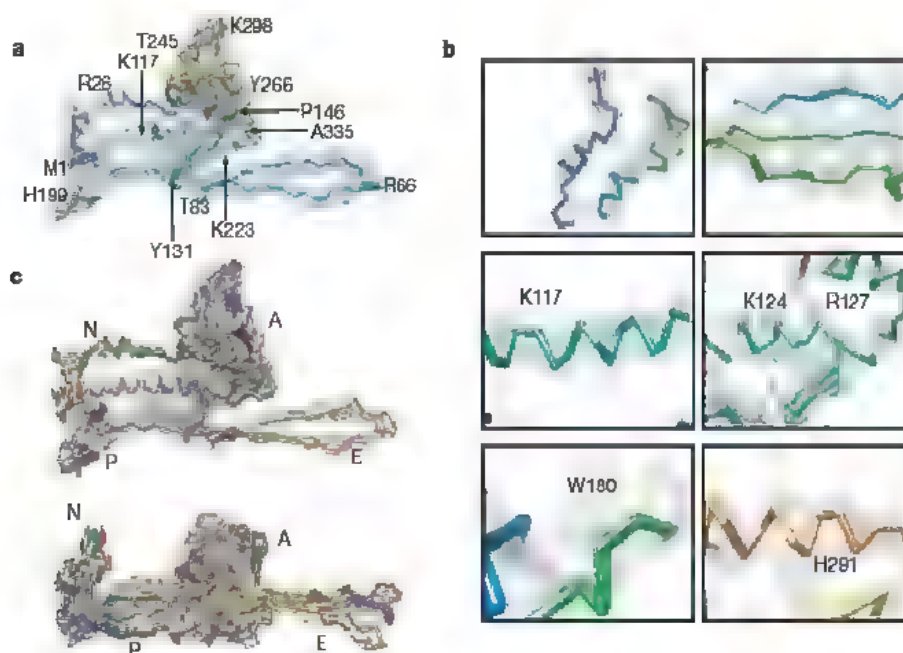 a
K298
T245
K117
R26
Y266
P146
A335
M1
H199
R66
T83
K223
Y131
b
K117
K124
R127
W180
H291
c
N
A
P
E
N
A
P
E